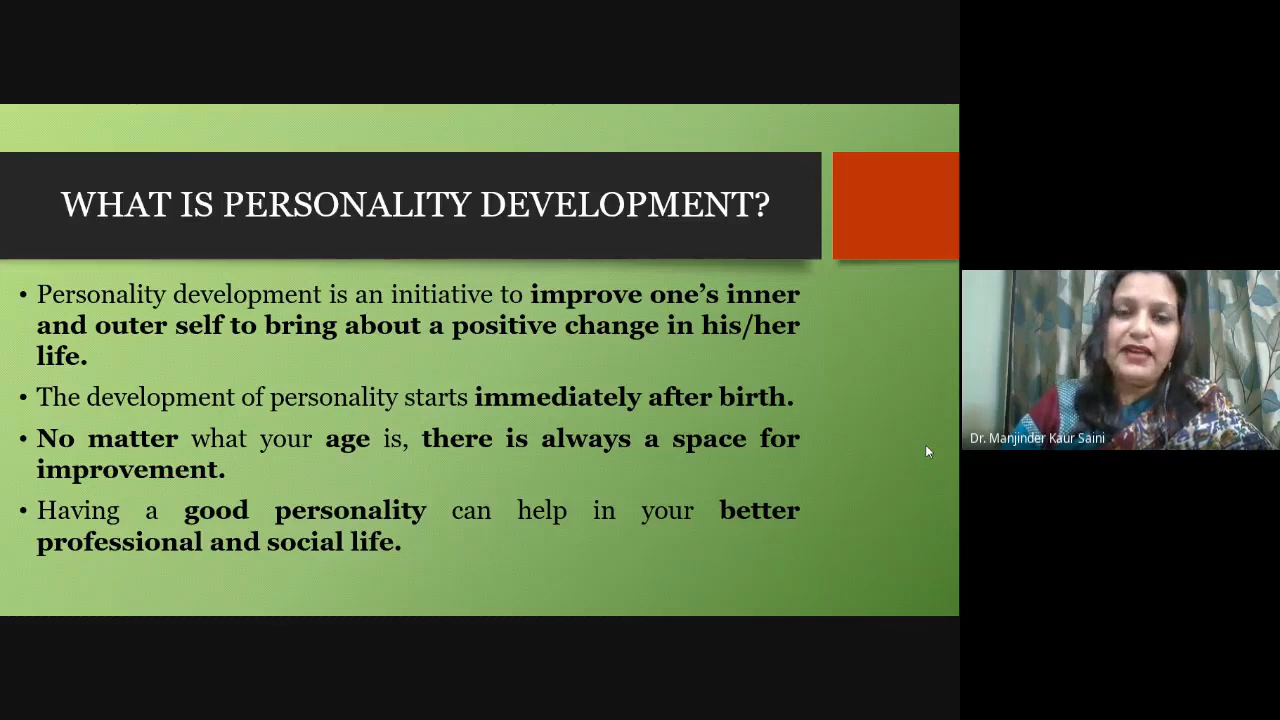 WHAT IS PERSONALITY DEVELOPMENT?
• Personality development is an initiative to improve one’s inner
and outer self to bring about a positive change in his/her
life.
• The development of personality starts immediately after birth.
• No matter what your age is, there is always a space for
improvement.
• Having a good personality can help in your better
professional and social life.
Dr. Manjinder Kaur Saini